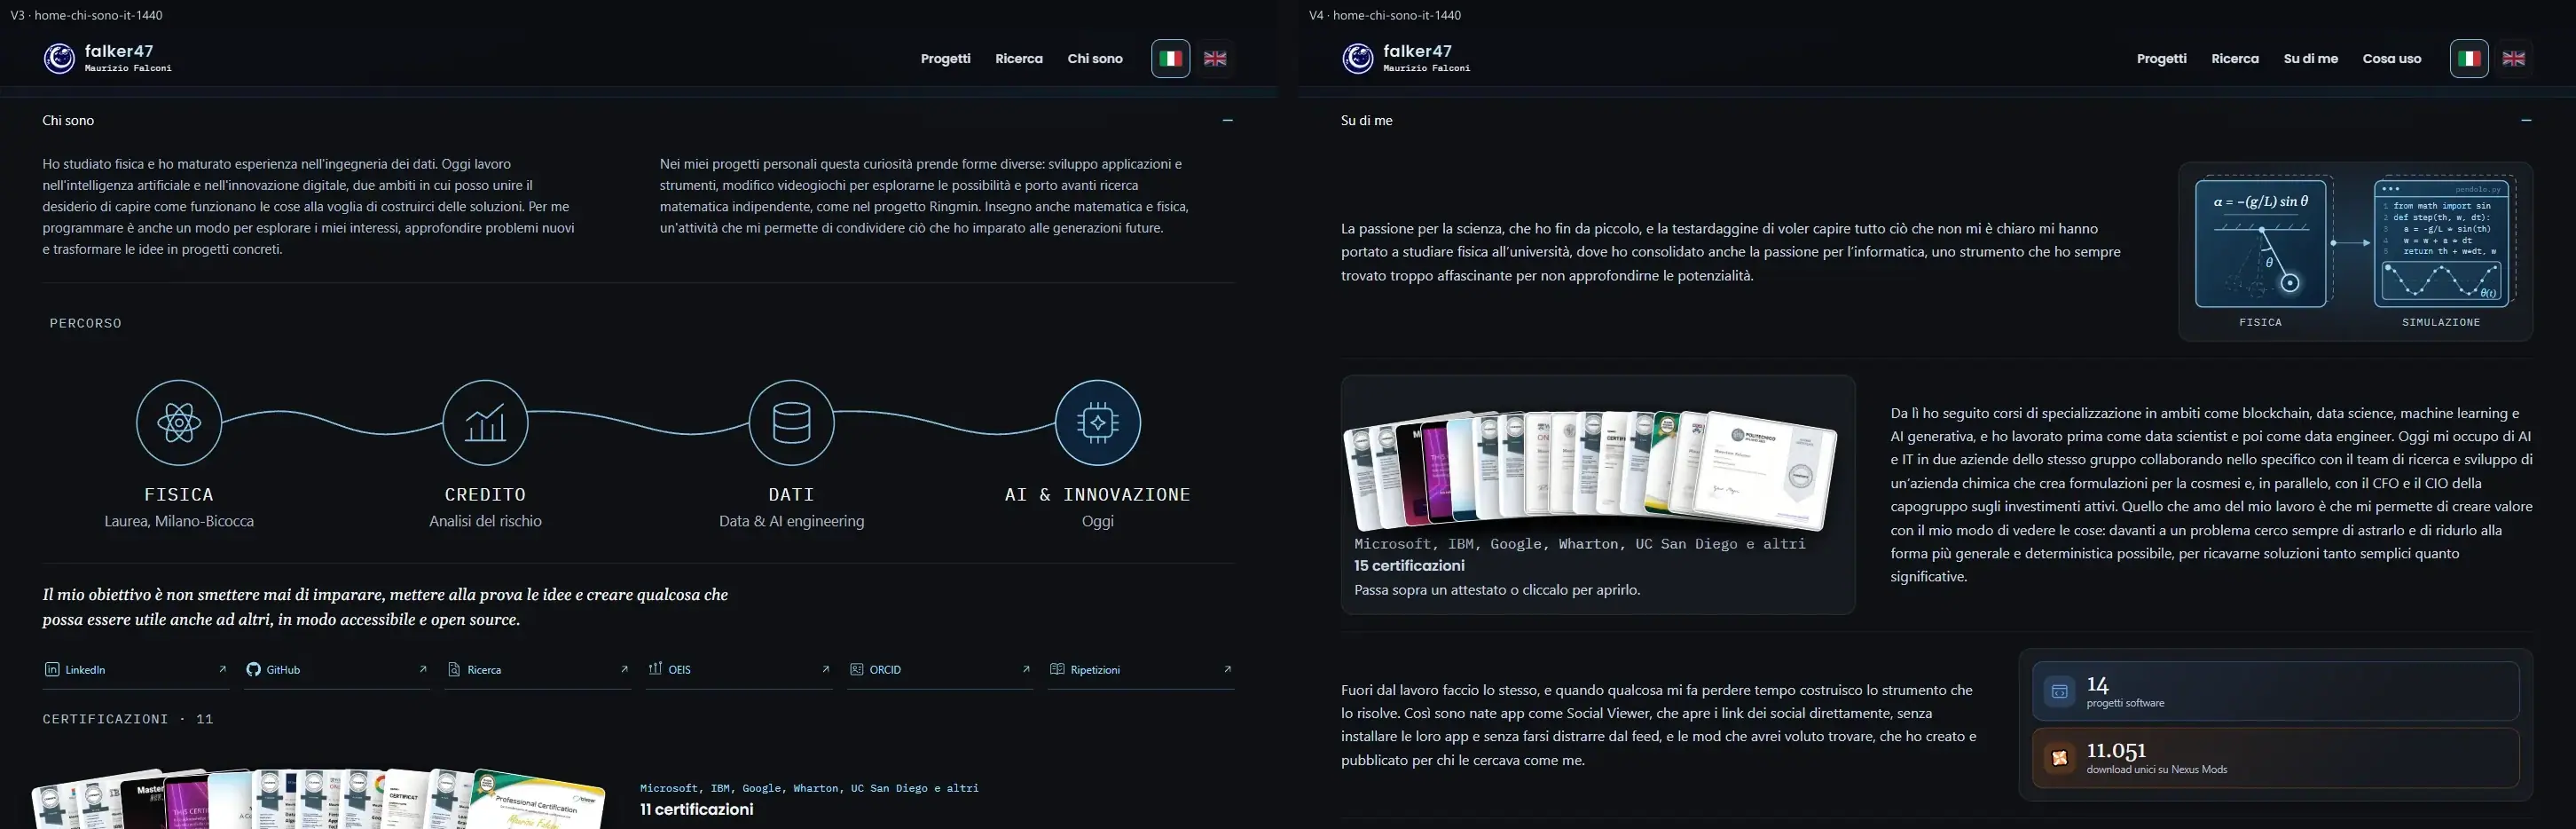 V3 · home-chi-sono-it-1440
falker47
Maurizio Falconi
Progetti
Ricerca
Chi sono
Chi sono
Ho studiato fisica e ho maturato esperienza nell'ingegneria dei dati. Oggi lavoro
nell'intelligenza artificiale e nell'innovazione digitale, due ambiti in cui posso unire il
desiderio di capire come funzionano le cose alla voglia di costruirci delle soluzioni. Per me
programmare è anche un modo per esplorare i miei interessi, approfondire problemi nuovi
e trasformare le idee in progetti concreti.
Nei miei progetti personali questa curiosità prende forme diverse: sviluppo applicazioni e
strumenti, modifico videogiochi per esplorarne le possibilità e porto avanti ricerca
matematica indipendente, come nel progetto Ringmin. Insegno anche matematica e fisica,
un'attività che mi permette di condividere ciò che ho imparato alle generazioni future.
PERCORSO
FISICA
Laurea, Milano-Bicocca
CREDITO
Analisi del rischio
DATI
Data & AI engineering
AI & INNOVAZIONE
Oggi
Il mio obiettivo è non smettere mai di imparare, mettere alla prova le idee e creare qualcosa che
possa essere utile anche ad altri, in modo accessibile e open source.
LinkedIn
GitHub
Ricerca
OEIS
ORCID
Ripetizioni
CERTIFICAZIONI · 11
Professional Certification
Microsoft, IBM, Google, Wharton, UC San Diego e altri
11 certificazioni
V4 · home-chi-sono-it-1440
falker47
Maurizio Falconi
Progetti
Ricerca
Su di me
Cosa uso
Su di me
La passione per la scienza, che ho fin da piccolo, e la testardaggine di voler capire tutto ciò che non mi è chiaro mi hanno
portato a studiare fisica all'università, dove ho consolidato anche la passione per l'informatica, uno strumento che ho sempre
trovato troppo affascinante per non approfondirne le potenzialità.
α = −(g/L) sin θ
θ
FISICA
pendolo.py
1 from math import sin
2 def step(th, w, dt):
3 a = -g/L * sin(th)
4 w = w + a * dt
5 return th + w*dt, w
θ(t)
SIMULAZIONE
POLITECNICO
Microsoft, IBM, Google, Wharton, UC San Diego e altri
15 certificazioni
Passa sopra un attestato o cliccalo per aprirlo.
Da lì ho seguito corsi di specializzazione in ambiti come blockchain, data science, machine learning e
AI generativa, e ho lavorato prima come data scientist e poi come data engineer. Oggi mi occupo di AI
e IT in due aziende dello stesso gruppo collaborando nello specifico con il team di ricerca e sviluppo di
un'azienda chimica che crea formulazioni per la cosmesi e, in parallelo, con il CFO e il CIO della
capogruppo sugli investimenti attivi. Quello che amo del mio lavoro è che mi permette di creare valore
con il mio modo di vedere le cose: davanti a un problema cerco sempre di astrarlo e di ridurlo alla
forma più generale e deterministica possibile, per ricavarne soluzioni tanto semplici quanto
significative.
Fuori dal lavoro faccio lo stesso, e quando qualcosa mi fa perdere tempo costruisco lo strumento che
lo risolve. Così sono nate app come Social Viewer, che apre i link dei social direttamente, senza
installare le loro app e senza farsi distrarre dal feed, e le mod che avrei voluto trovare, che ho creato e
pubblicato per chi le cercava come me.
14
progetti software
11.051
download unici su Nexus Mods